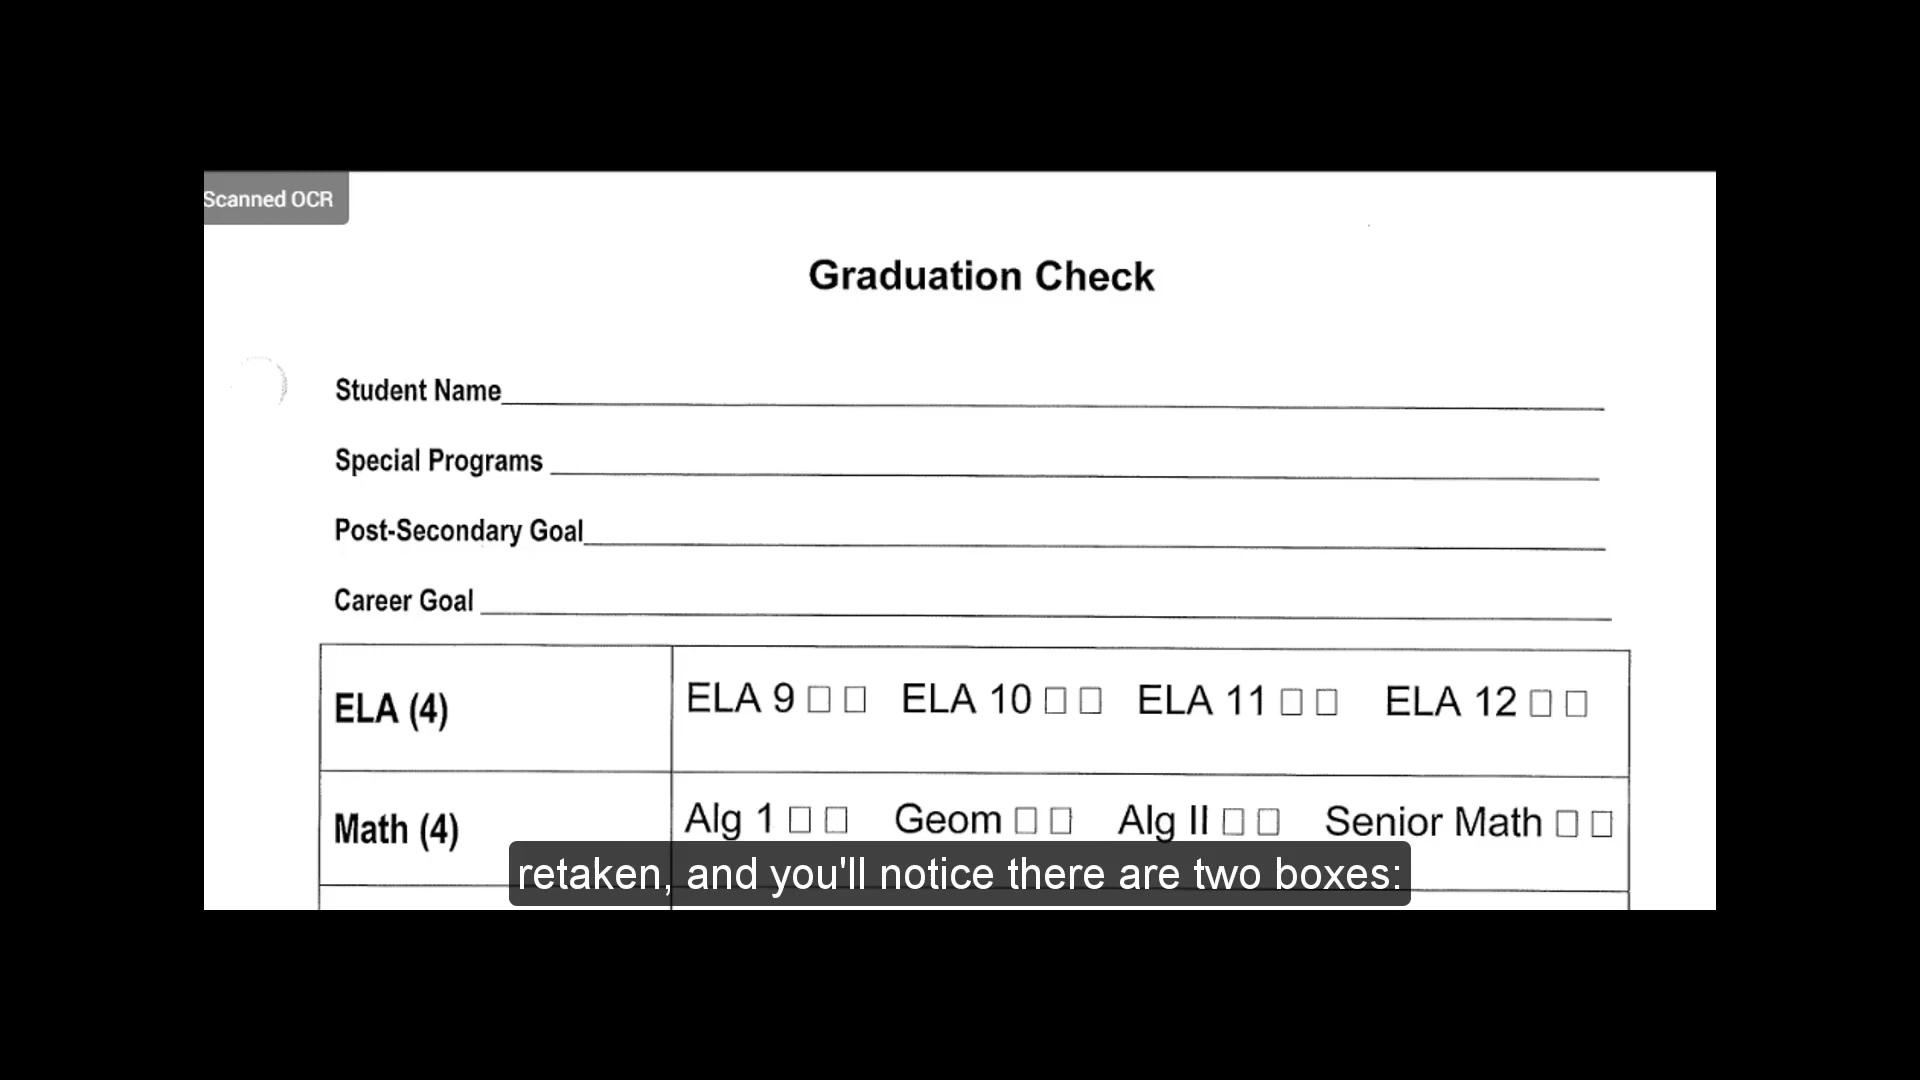 Scanned OCR
Graduation Check
Student Name
Special Programs
Post-Secondary Goal
Career Goal
ELA (4)
ELA 9 □ □ ELA 10 □ □ ELA 11 □ □ ELA 12 □ □
Math (4)
Alg 1 □ □ Geom □ □ Alg II □ □ Senior Math □ □
retaken, and you'll notice there are two boxes: